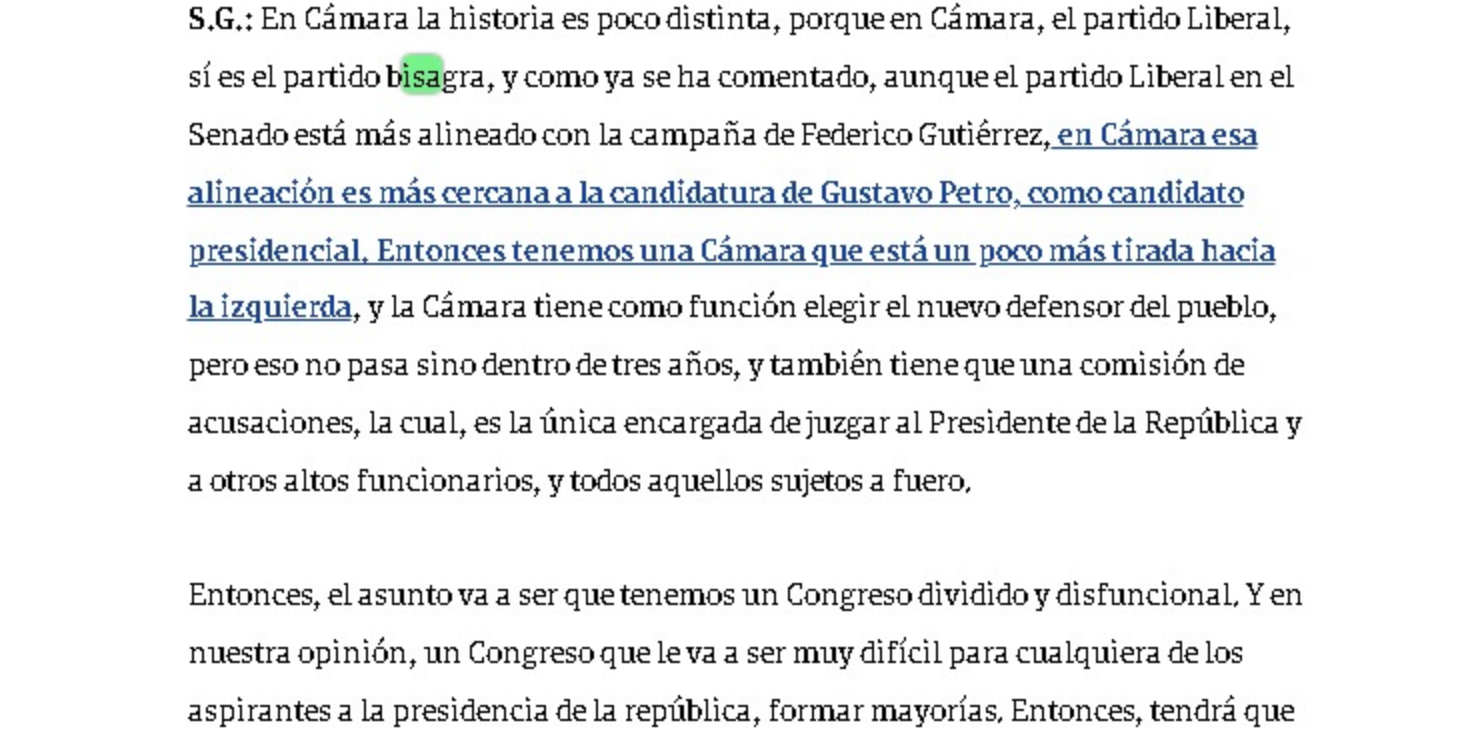 S.G.: En Cámara la historia es poco distinta, porque en Cámara, el partido Liberal,
sí es el partido bisagra, y como ya se ha comentado, aunque el partido Liberal en el
Senado está más alineado con la campaña de Federico Gutiérrez, en Cámara esa
alineación es más cercana a la candidatura de Gustavo Petro, como candidato
presidencial. Entonces tenemos una Cámara que está un poco más tirada hacia
la izquierda, y la Cámara tiene como función elegir el nuevo defensor del pueblo,
pero eso no pasa sino dentro de tres años, y también tiene que una comisión de
acusaciones, la cual, es la única encargada de juzgar al Presidente de la República y
a otros altos funcionarios, y todos aquellos sujetos a fuero.
Entonces, el asunto va a ser que tenemos un Congreso dividido y disfuncional. Y en
nuestra opinión, un Congreso que le va a ser muy difícil para cualquiera de los
aspirantes a la presidencia de la república, formar mayorías. Entonces, tendrá que